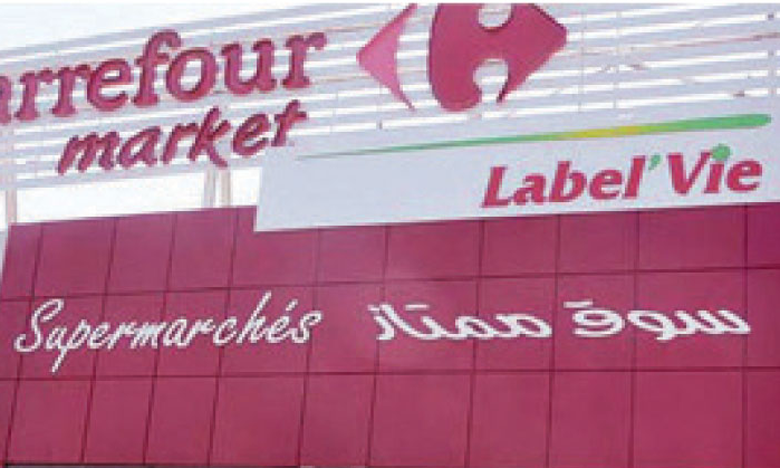 arrefour
market
Label'Vie
Supermarchés سوق ممتاز